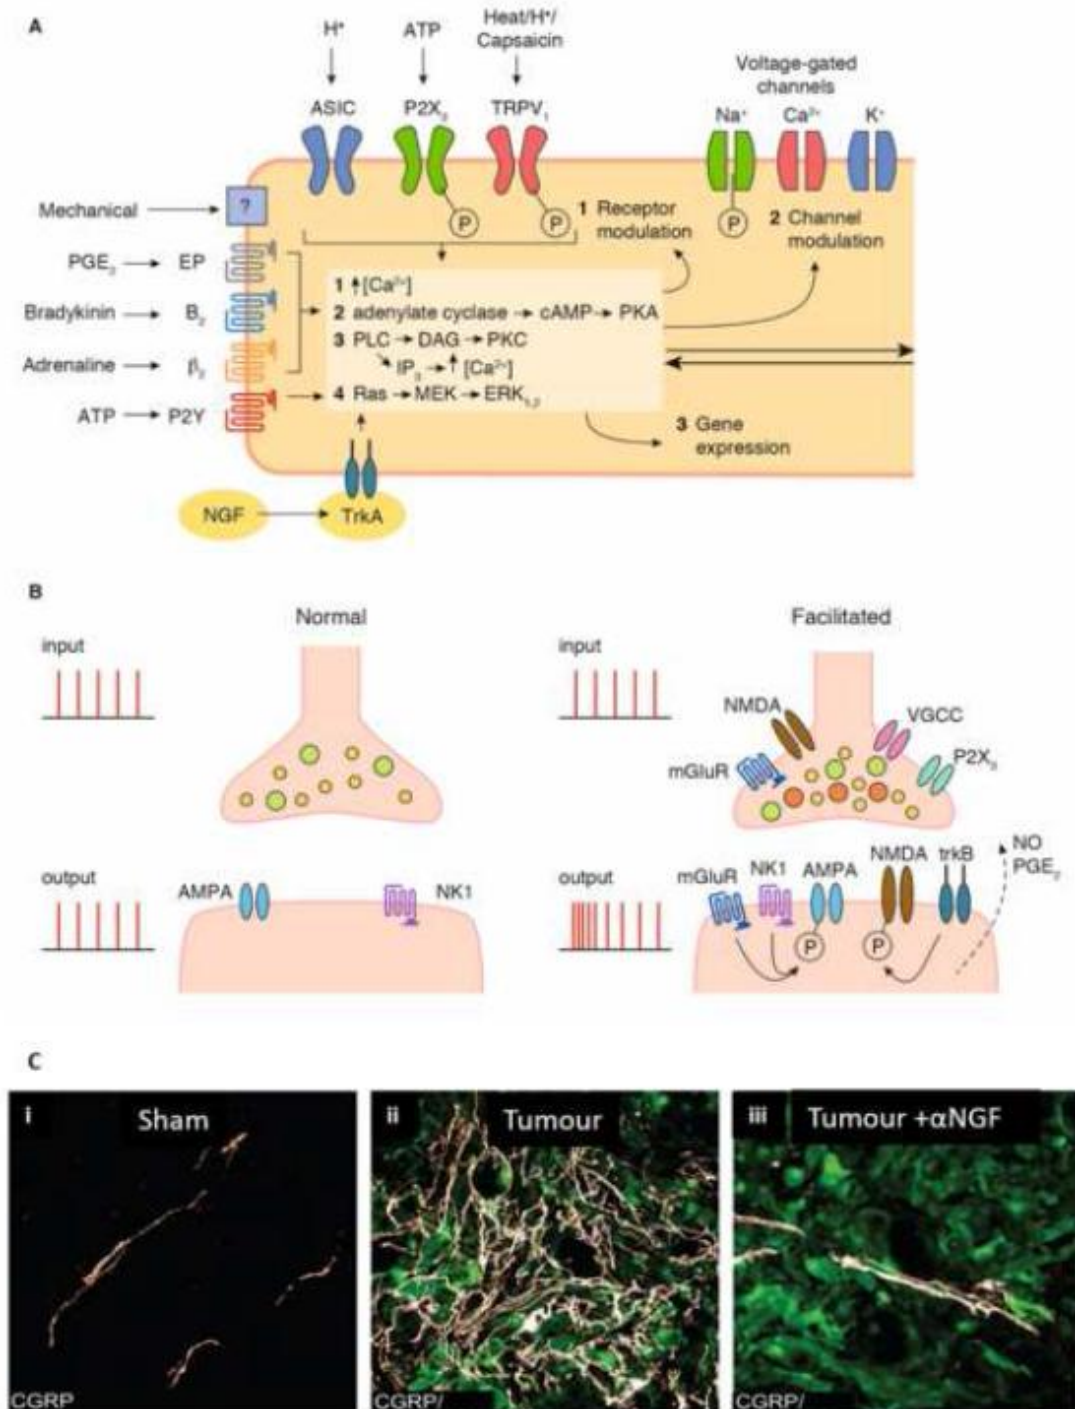 A
H⁺ ATP Heat/H⁺/
Capsaicin
ASIC P2X₃ TRPV₁
Voltage-gated
channels
Na⁺ Ca²⁺ K⁺
Mechanical ?
P P P
1 Receptor
modulation
2 Channel
modulation
PGE₂ EP
Bradykinin B₂
Adrenaline β₂
ATP P2Y
1 ↑[Ca²⁺]
2 adenylate cyclase → cAMP → PKA
3 PLC → DAG → PKC
IP₃ → ↑ [Ca²⁺]
4 Ras → MEK → ERK₁,₂
3 Gene
expression
NGF TrkA
B
Normal
input
output
AMPA NK1
Facilitated
input
NMDA VGCC
mGluR P2X₃
output
mGluR NK1 AMPA NMDA trkB
NO
PGE₂
P P
C
i Sham
CGRP
ii Tumour
CGRP/
iii Tumour +αNGF
CGRP/